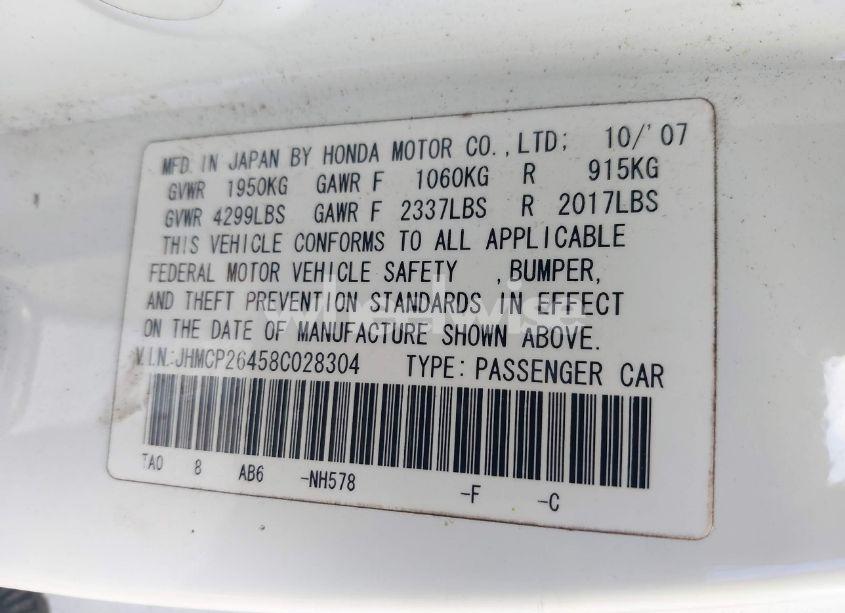 MFD. IN JAPAN BY HONDA MOTOR CO.,LTD; 10/'07
GVWR 1950KG GAWR F 1060KG R 915KG
GVWR 4299LBS GAWR F 2337LBS R 2017LBS
THIS VEHICLE CONFORMS TO ALL APPLICABLE
FEDERAL MOTOR VEHICLE SAFETY ,BUMPER,
AND THEFT PREVENTION STANDARDS IN EFFECT
ON THE DATE OF MANUFACTURE SHOWN ABOVE.
V.I.N:JHMCP26458C028304 TYPE:PASSENGER CAR
TA0 8 AB6 -NH578 -F -C